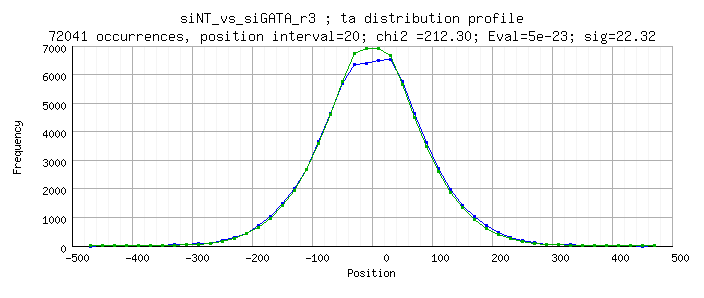 siNT_vs_siGATA_r3 ; ta distribution profile
72041 occurrences, position interval=20; chi2 =212.30; Eval=5e-23; sig=22.32
7000
6000
5000
4000
3000
2000
1000
0
Frequency
-500 -400 -300 -200 -100 0 100 200 300 400 500
Position